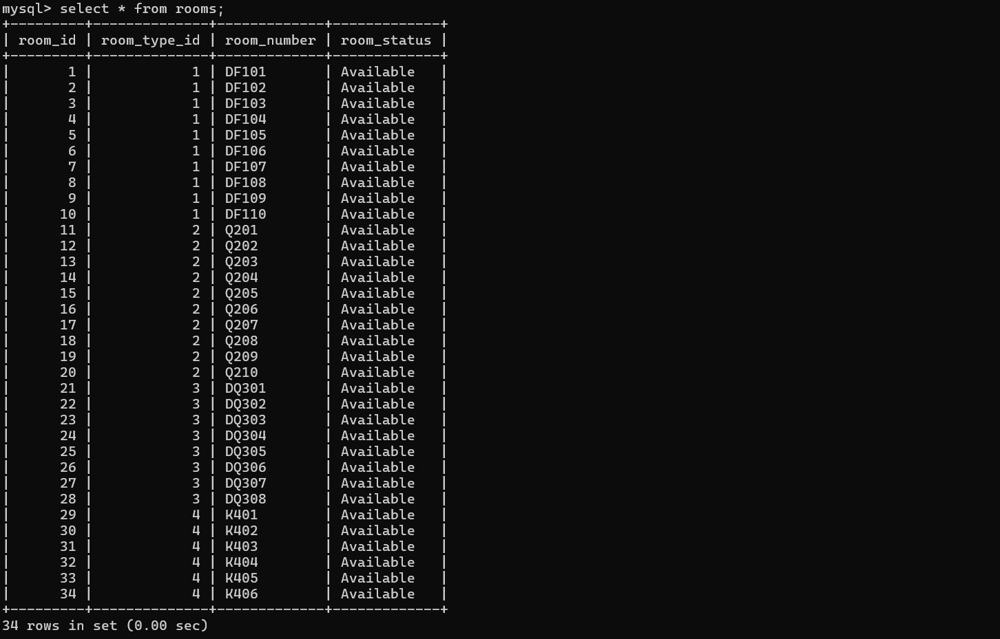 mysql> select * from rooms;
+---------+--------------+-------------+-------------+
| room_id | room_type_id | room_number | room_status |
+---------+--------------+-------------+-------------+
|       1 |            1 | DF101       | Available   |
|       2 |            1 | DF102       | Available   |
|       3 |            1 | DF103       | Available   |
|       4 |            1 | DF104       | Available   |
|       5 |            1 | DF105       | Available   |
|       6 |            1 | DF106       | Available   |
|       7 |            1 | DF107       | Available   |
|       8 |            1 | DF108       | Available   |
|       9 |            1 | DF109       | Available   |
|      10 |            1 | DF110       | Available   |
|      11 |            2 | Q201        | Available   |
|      12 |            2 | Q202        | Available   |
|      13 |            2 | Q203        | Available   |
|      14 |            2 | Q204        | Available   |
|      15 |            2 | Q205        | Available   |
|      16 |            2 | Q206        | Available   |
|      17 |            2 | Q207        | Available   |
|      18 |            2 | Q208        | Available   |
|      19 |            2 | Q209        | Available   |
|      20 |            2 | Q210        | Available   |
|      21 |            3 | DQ301       | Available   |
|      22 |            3 | DQ302       | Available   |
|      23 |            3 | DQ303       | Available   |
|      24 |            3 | DQ304       | Available   |
|      25 |            3 | DQ305       | Available   |
|      26 |            3 | DQ306       | Available   |
|      27 |            3 | DQ307       | Available   |
|      28 |            3 | DQ308       | Available   |
|      29 |            4 | K401        | Available   |
|      30 |            4 | K402        | Available   |
|      31 |            4 | K403        | Available   |
|      32 |            4 | K404        | Available   |
|      33 |            4 | K405        | Available   |
|      34 |            4 | K406        | Available   |
+---------+--------------+-------------+-------------+
34 rows in set (0.00 sec)